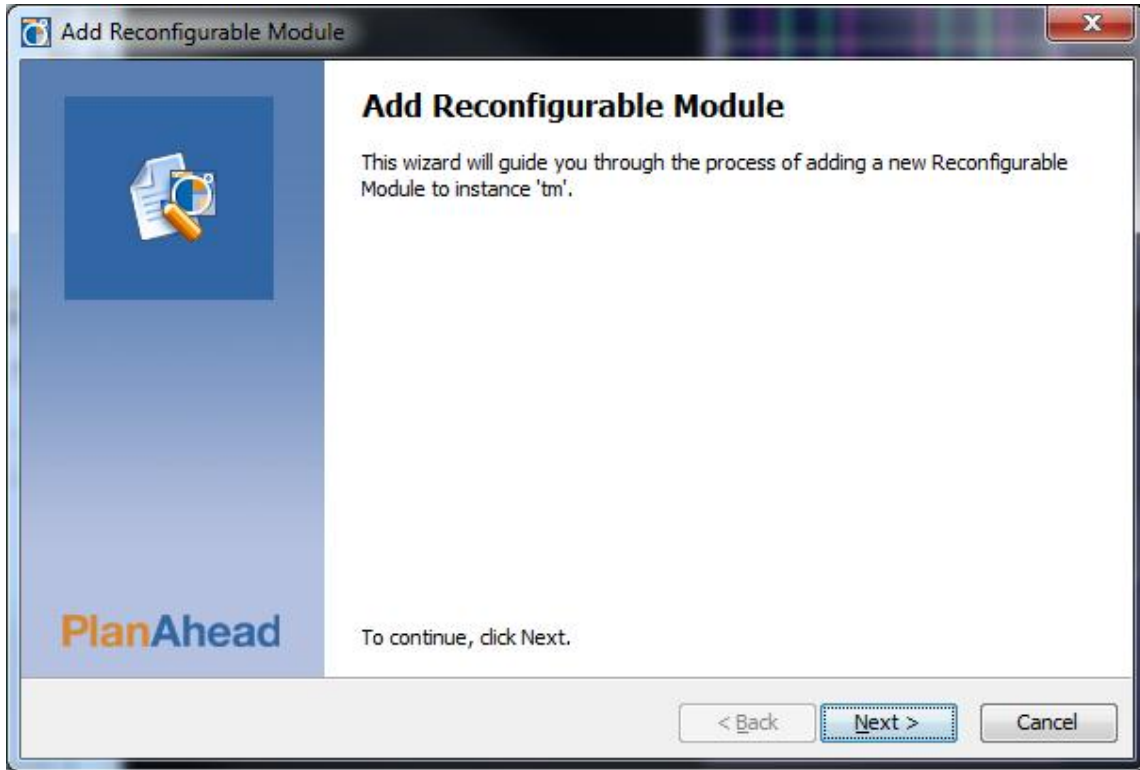 Add Reconfigurable Module
Add Reconfigurable Module
This wizard will guide you through the process of adding a new Reconfigurable
Module to instance 'tm'.
PlanAhead
To continue, click Next.
< Back
Next >
Cancel